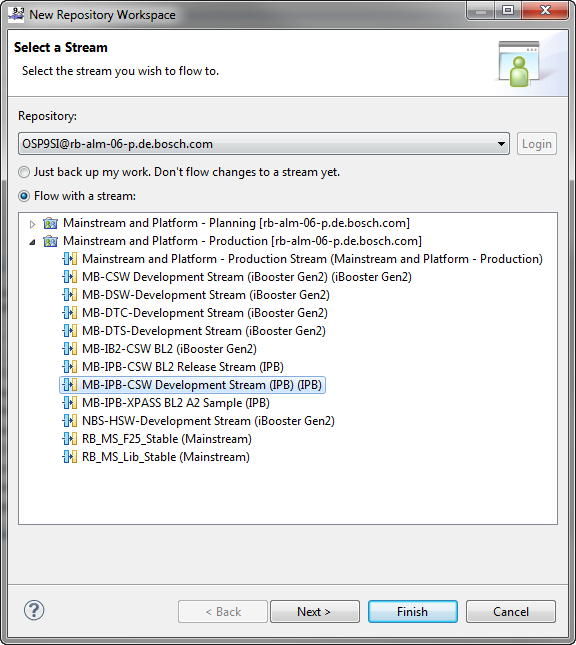 9.3
New Repository Workspace
Select a Stream
Select the stream you wish to flow to.
Repository:
OSP9SI@rb-alm-06-p.de.bosch.com
Login
Just back up my work. Don't flow changes to a stream yet.
Flow with a stream:
Mainstream and Platform - Planning [rb-alm-06-p.de.bosch.com]
Mainstream and Platform - Production [rb-alm-06-p.de.bosch.com]
Mainstream and Platform - Production Stream (Mainstream and Platform - Production)
MB-CSW Development Stream (iBooster Gen2) (iBooster Gen2)
MB-DSW-Development Stream (iBooster Gen2)
MB-DTC-Development Stream (iBooster Gen2)
MB-DTS-Development Stream (iBooster Gen2)
MB-IB2-CSW BL2 (iBooster Gen2)
MB-IPB-CSW BL2 Release Stream (IPB)
MB-IPB-CSW Development Stream (IPB) (IPB)
MB-IPB-XPASS BL2 A2 Sample (IPB)
NBS-HSW-Development Stream (iBooster Gen2)
RB_MS_F25_Stable (Mainstream)
RB_MS_Lib_Stable (Mainstream)
?
< Back
Next >
Finish
Cancel